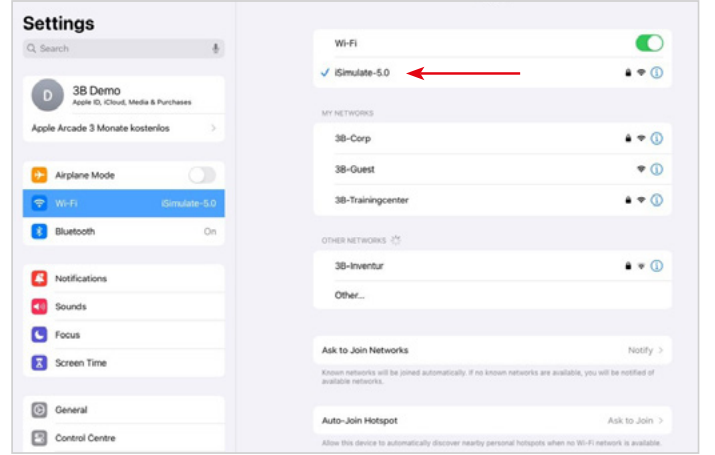 Settings
Search
D
3B Demo
Apple ID, iCloud, Media & Purchases
Apple Arcade 3 Monate kostenlos
Airplane Mode
Wi-Fi iSimulate-5.0
Bluetooth On
Notifications
Sounds
Focus
Screen Time
General
Control Centre
Wi-Fi
iSimulate-5.0
MY NETWORKS
3B-Corp
3B-Guest
3B-Trainingcenter
OTHER NETWORKS
3B-Inventur
Other...
Ask to Join Networks Notify
Known networks will be joined automatically. If no known networks are available, you will be notified of
available networks.
Auto-Join Hotspot Ask to Join
Allow this device to automatically discover nearby personal hotspots when no Wi-Fi network is available.